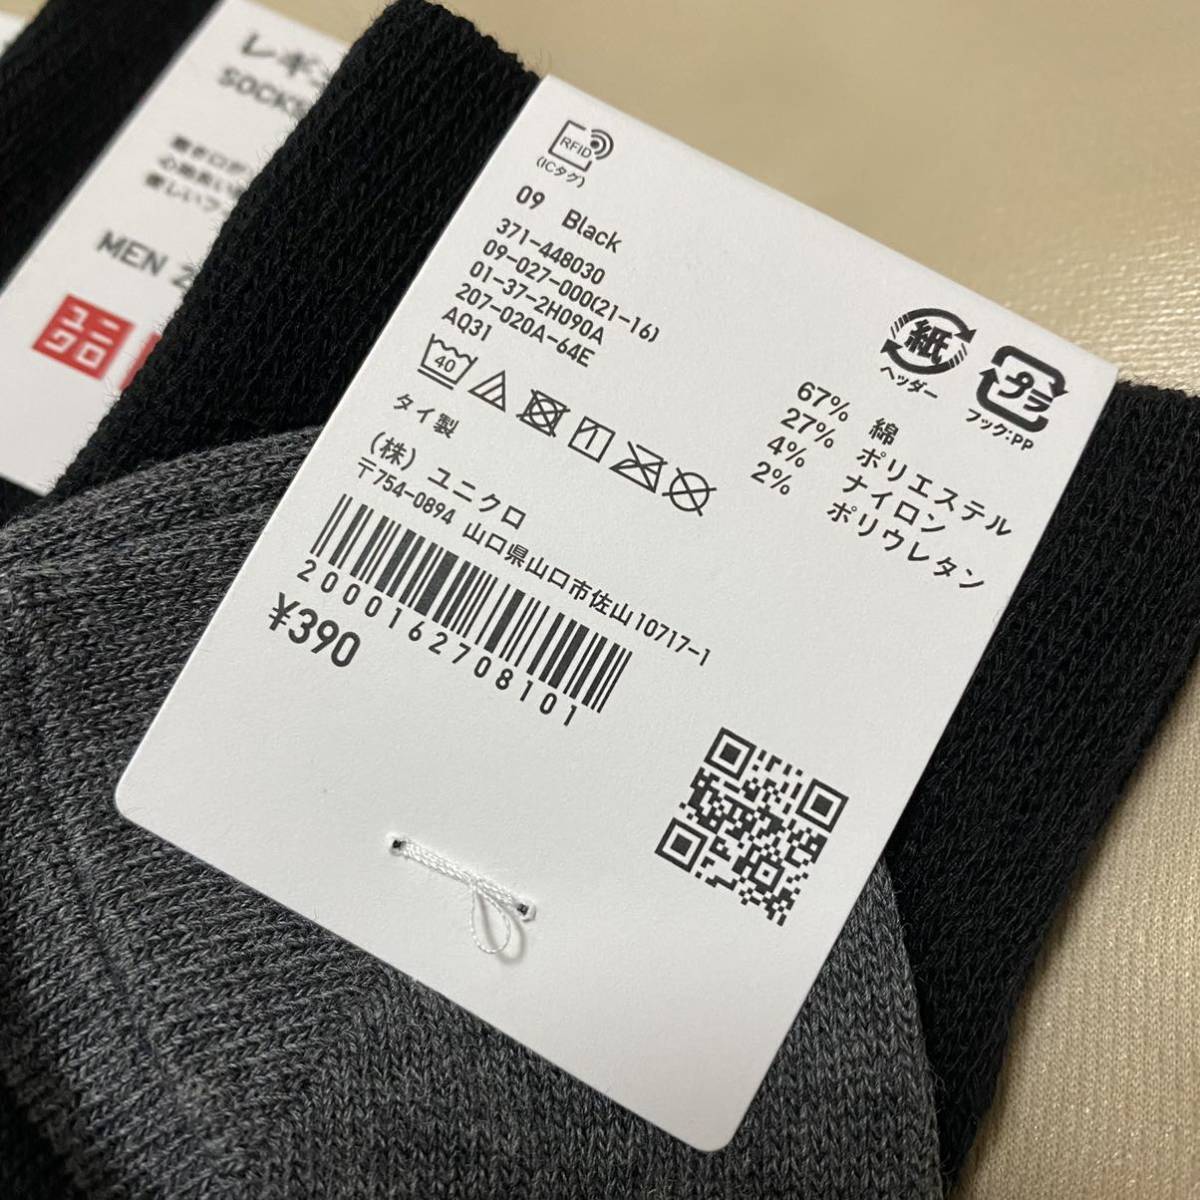 レギ
SOCKS
MEN 2
ユニ
クロ
RFID
(ICタグ)
09 Black
371-448030
09-027-000(21-16)
01-37-2H090A
207-020A-64E
AQ31
40
タイ製
(株) ユニクロ
〒754-0894 山口県山口市佐山10717-1
2000162708101
¥390
紙
ヘッダー
プラ
フック:PP
67% 綿
27% ポリエステル
4% ナイロン
2% ポリウレタン